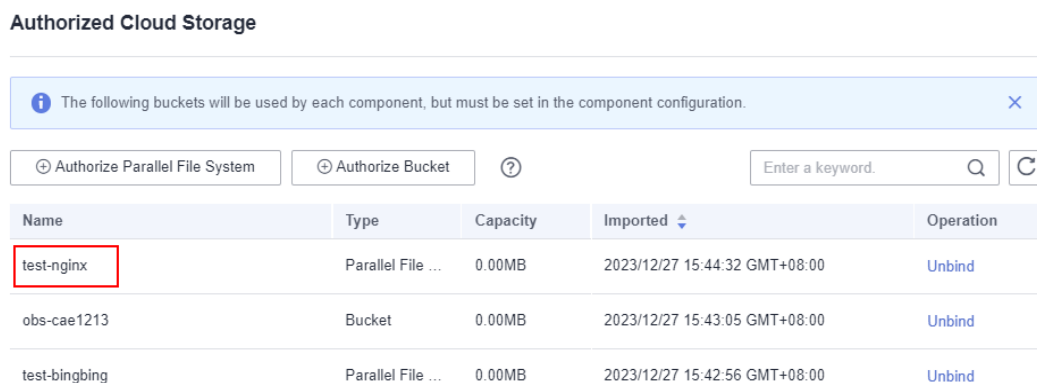 Authorized Cloud Storage
The following buckets will be used by each component, but must be set in the component configuration.
Authorize Parallel File System Authorize Bucket Enter a keyword.
Name Type Capacity Imported Operation
test-nginx Parallel File ... 0.00MB 2023/12/27 15:44:32 GMT+08:00 Unbind
obs-cae1213 Bucket 0.00MB 2023/12/27 15:43:05 GMT+08:00 Unbind
test-bingbing Parallel File ... 0.00MB 2023/12/27 15:42:56 GMT+08:00 Unbind